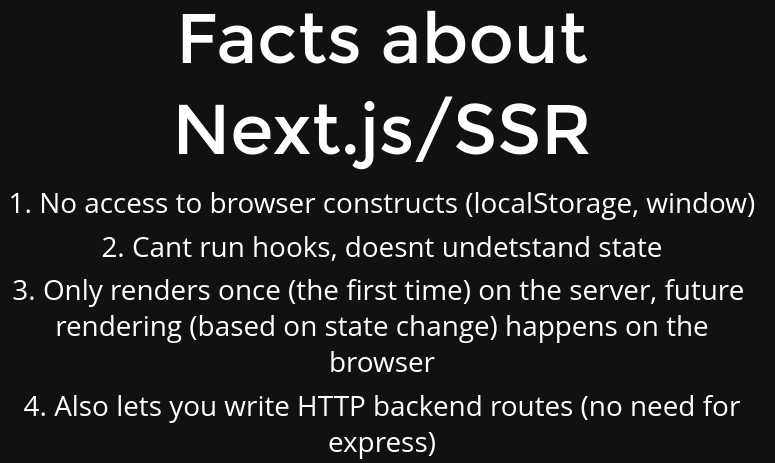 Facts about
Next.js/SSR
1. No access to browser constructs (localStorage, window)
2. Cant run hooks, doesnt undetstand state
3. Only renders once (the first time) on the server, future
rendering (based on state change) happens on the
browser
4. Also lets you write HTTP backend routes (no need for
express)